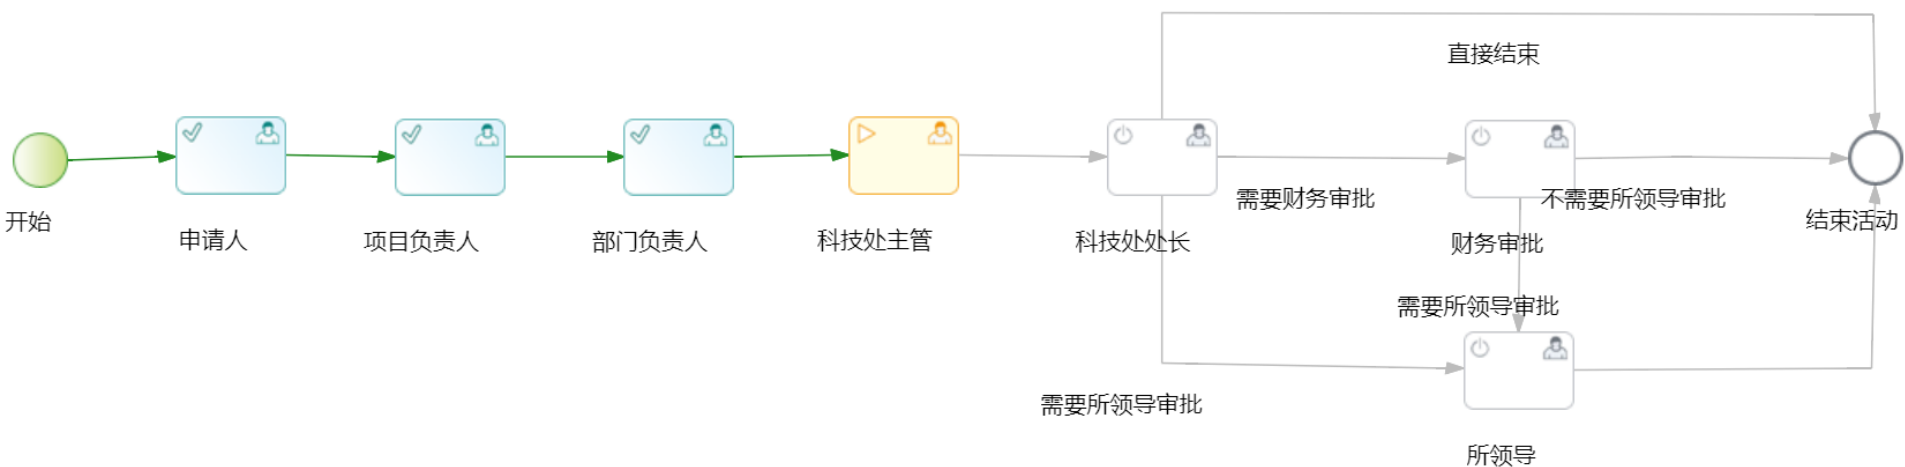 直接结束
需要财务审批
不需要所领导审批
开始
申请人
项目负责人
部门负责人
科技处主管
科技处处长
财务审批
结束活动
需要所领导审批
需要所领导审批
所领导